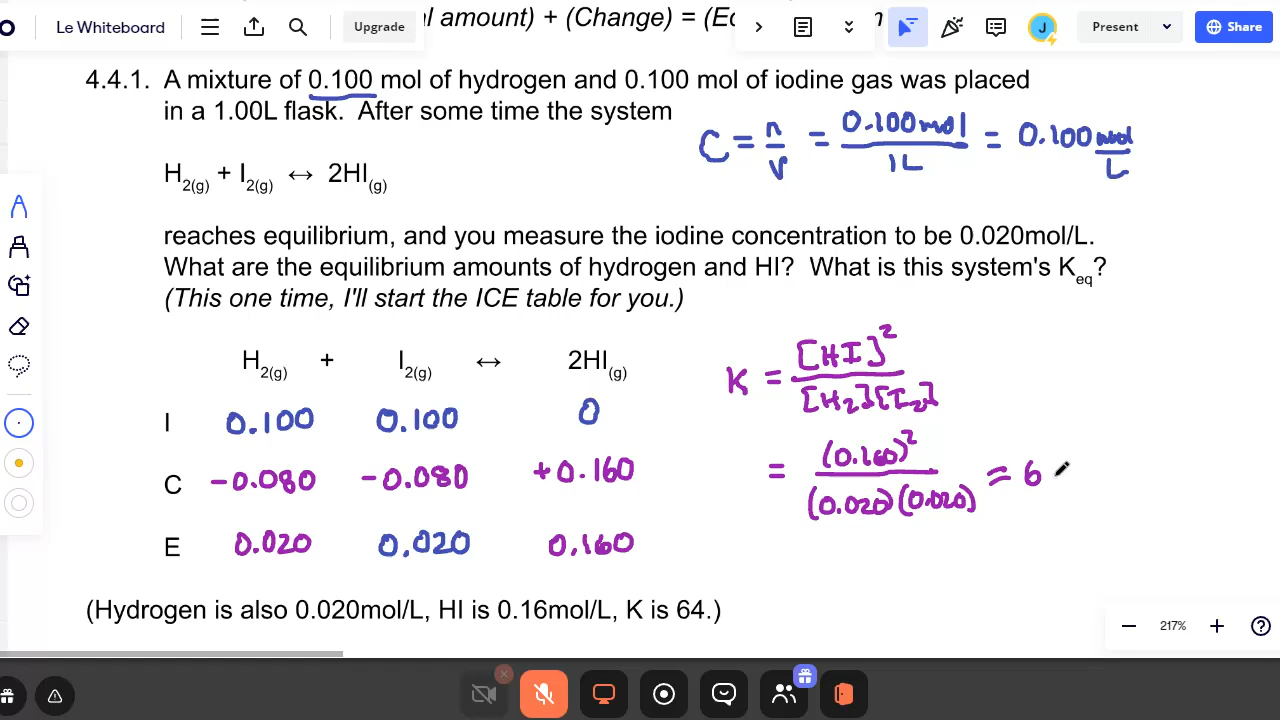 al amount) + (Change) = (Eq
Le Whiteboard
Upgrade
J
Present
Share
4.4.1. A mixture of 0.100 mol of hydrogen and 0.100 mol of iodine gas was placed
in a 1.00L flask. After some time the system
C = n/V = 0.100mol/1L = 0.100 mol/L
H2(g) + I2(g) ↔ 2HI(g)
reaches equilibrium, and you measure the iodine concentration to be 0.020mol/L.
What are the equilibrium amounts of hydrogen and HI? What is this system's Keq?
(This one time, I'll start the ICE table for you.)
H2(g) + I2(g) ↔ 2HI(g)
K = [HI]²/[H2][I2]
I 0.100 0.100 0
C -0.080 -0.080 +0.160
= (0.160)²/(0.020)(0.020) = 6
E 0.020 0.020 0.160
(Hydrogen is also 0.020mol/L, HI is 0.16mol/L, K is 64.)
217%